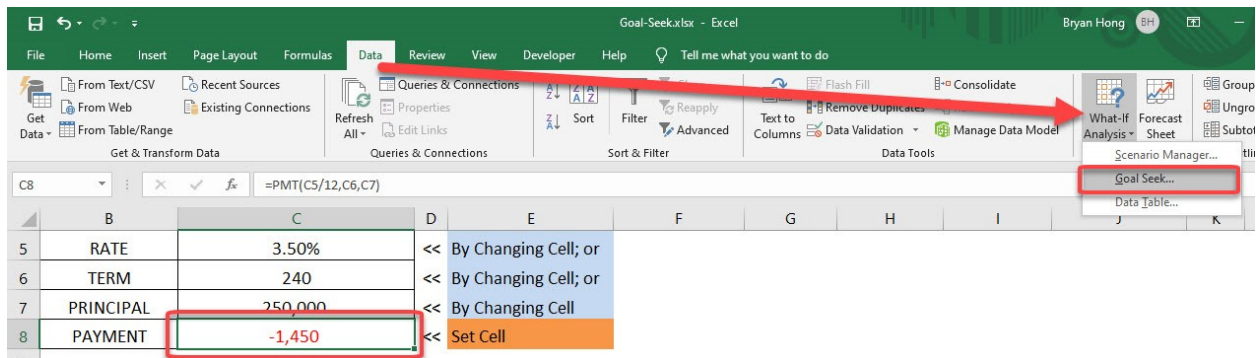 Goal-Seek.xlsx - Excel
Bryan Hong BH
File Home Insert Page Layout Formulas Data Review View Developer Help Tell me what you want to do
Get Data
From Text/CSV
From Web
From Table/Range
Recent Sources
Existing Connections
Get & Transform Data
Refresh All
Queries & Connections
Properties
Edit Links
Queries & Connections
Sort
Filter
Reapply
Advanced
Sort & Filter
Text to Columns
Flash Fill
Remove Duplicates
Data Validation
Consolidate
Manage Data Model
Data Tools
What-If Analysis
Forecast Sheet
Scenario Manager...
Goal Seek...
Data Table...
Group
C8 fx =PMT(C5/12,C6,C7)
B C D E F G H I J K
5 RATE 3.50% << By Changing Cell; or
6 TERM 240 << By Changing Cell; or
7 PRINCIPAL 250,000 << By Changing Cell
8 PAYMENT -1,450 << Set Cell